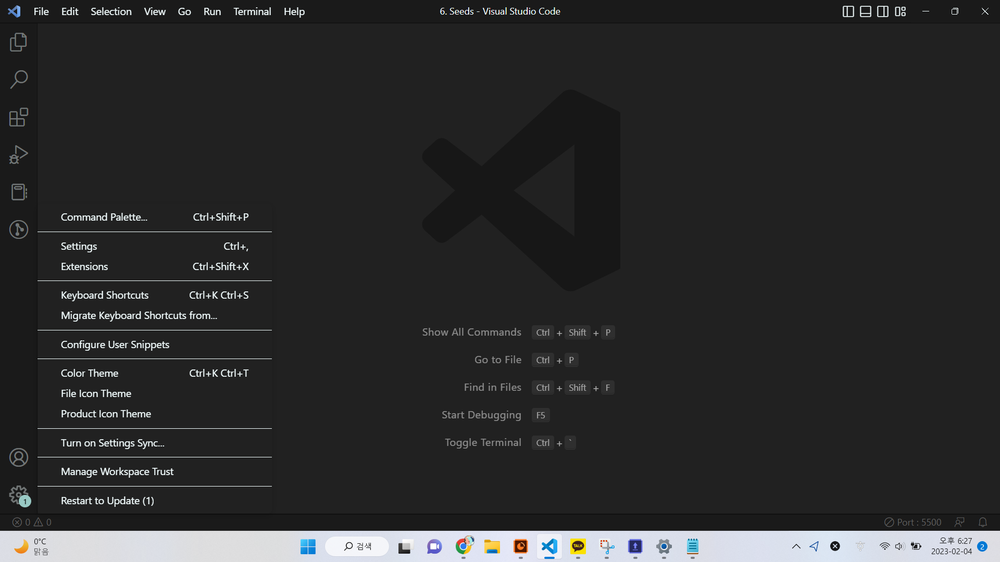 File Edit Selection View Go Run Terminal Help
6. Seeds - Visual Studio Code
Command Palette... Ctrl+Shift+P
Settings Ctrl+,
Extensions Ctrl+Shift+X
Keyboard Shortcuts Ctrl+K Ctrl+S
Migrate Keyboard Shortcuts from...
Configure User Snippets
Color Theme Ctrl+K Ctrl+T
File Icon Theme
Product Icon Theme
Turn on Settings Sync...
Manage Workspace Trust
Restart to Update (1)
1
Show All Commands Ctrl + Shift + P
Go to File Ctrl + P
Find in Files Ctrl + Shift + F
Start Debugging F5
Toggle Terminal Ctrl + `
0 0
Port : 5500
0°C
맑음
검색
TALK
오후 6:27
2023-02-04
2